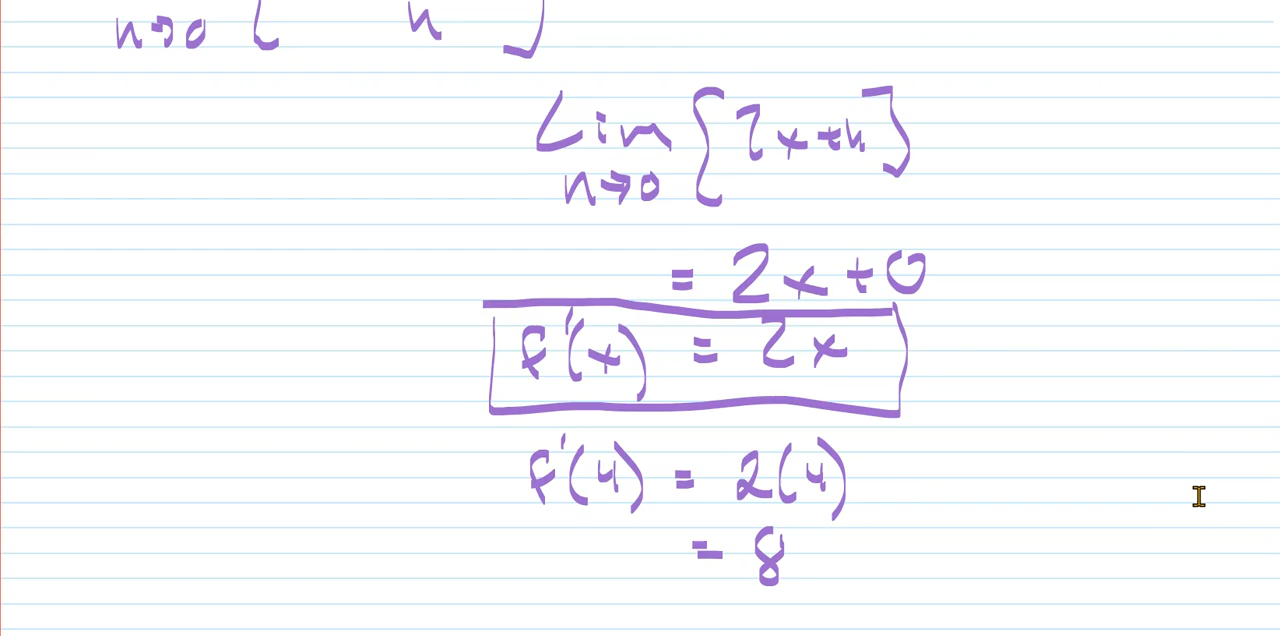 h→0 [ h ]
Lim [2x+h]
h→0
= 2x+0
f'(x) = 2x
f'(4) = 2(4)
= 8